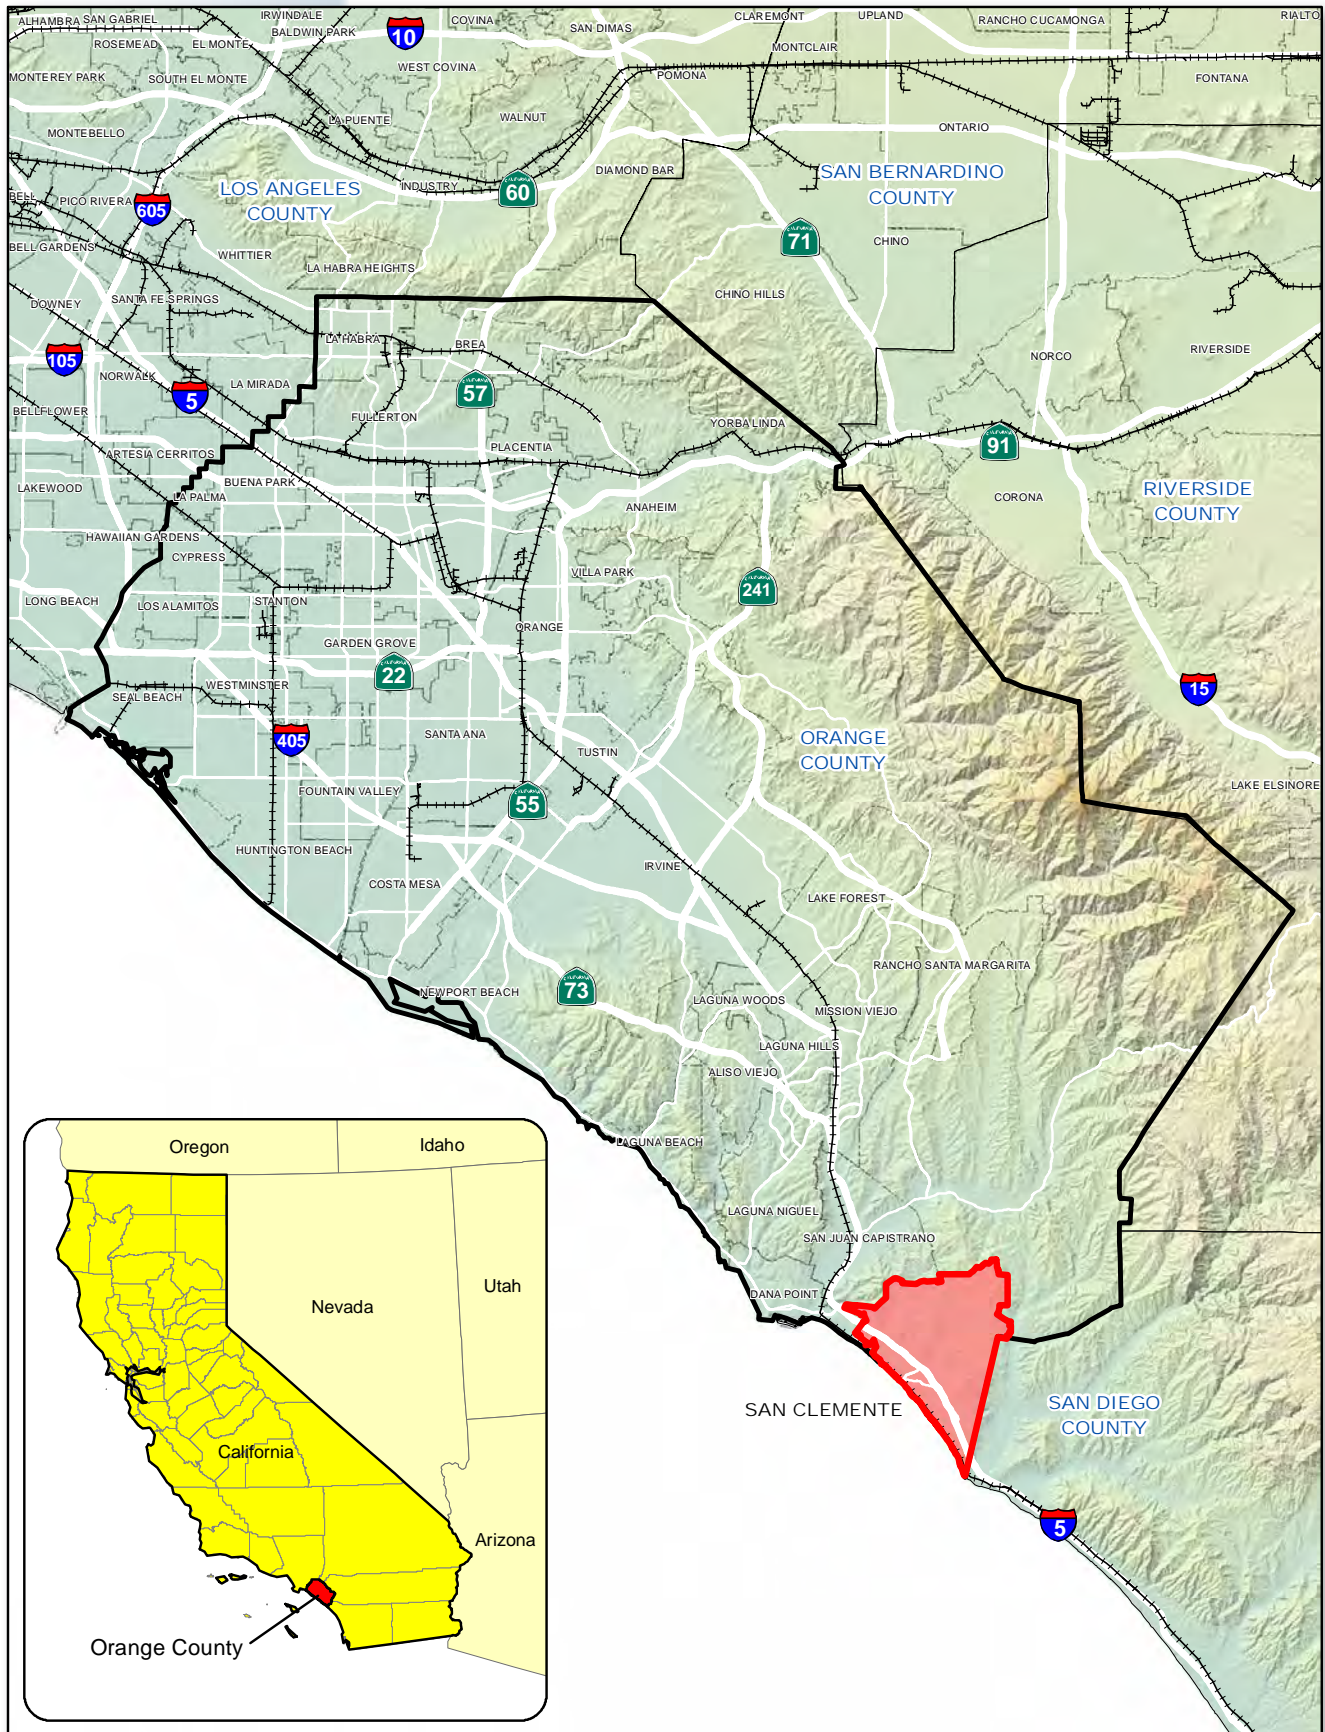 ALHAMBRA
SAN GABRIEL
IRWINDALE
COVINA
SAN DIMAS
CLAREMONT
UPLAND
RANCHO CUCAMONGA
RIALTO
ROSEMEAD
EL MONTE
BALDWIN PARK
10
MONTCLAIR
MONTEREY PARK
SOUTH EL MONTE
WEST COVINA
POMONA
FONTANA
MONTEBELLO
LA PUENTE
WALNUT
ONTARIO
LOS ANGELES
COUNTY
INDUSTRY
CALIFORNIA
60
DIAMOND BAR
SAN BERNARDINO
COUNTY
BELL
PICO RIVERA
605
BELL GARDENS
WHITTIER
LA HABRA HEIGHTS
CALIFORNIA
71
CHINO
DOWNEY
SANTA FE SPRINGS
CHINO HILLS
105
LA HABRA
BREA
NORCO
RIVERSIDE
NORWALK
5
LA MIRADA
CALIFORNIA
57
BELLFLOWER
FULLERTON
YORBA LINDA
CALIFORNIA
91
ARTESIA
CERRITOS
PLACENTIA
LAKEWOOD
BUENA PARK
LA PALMA
ANAHEIM
CORONA
RIVERSIDE
COUNTY
HAWAIIAN GARDENS
CYPRESS
VILLA PARK
CALIFORNIA
241
LONG BEACH
LOS ALAMITOS
STANTON
ORANGE
GARDEN GROVE
CALIFORNIA
22
SEAL BEACH
WESTMINSTER
15
405
SANTA ANA
TUSTIN
ORANGE
COUNTY
FOUNTAIN VALLEY
CALIFORNIA
55
LAKE ELSINORE
HUNTINGTON BEACH
COSTA MESA
IRVINE
LAKE FOREST
RANCHO SANTA MARGARITA
NEWPORT BEACH
CALIFORNIA
73
LAGUNA WOODS
MISSION VIEJO
LAGUNA HILLS
ALISO VIEJO
LAGUNA BEACH
LAGUNA NIGUEL
SAN JUAN CAPISTRANO
DANA POINT
SAN CLEMENTE
SAN DIEGO
COUNTY
5
Oregon
Idaho
Nevada
Utah
California
Arizona
Orange County